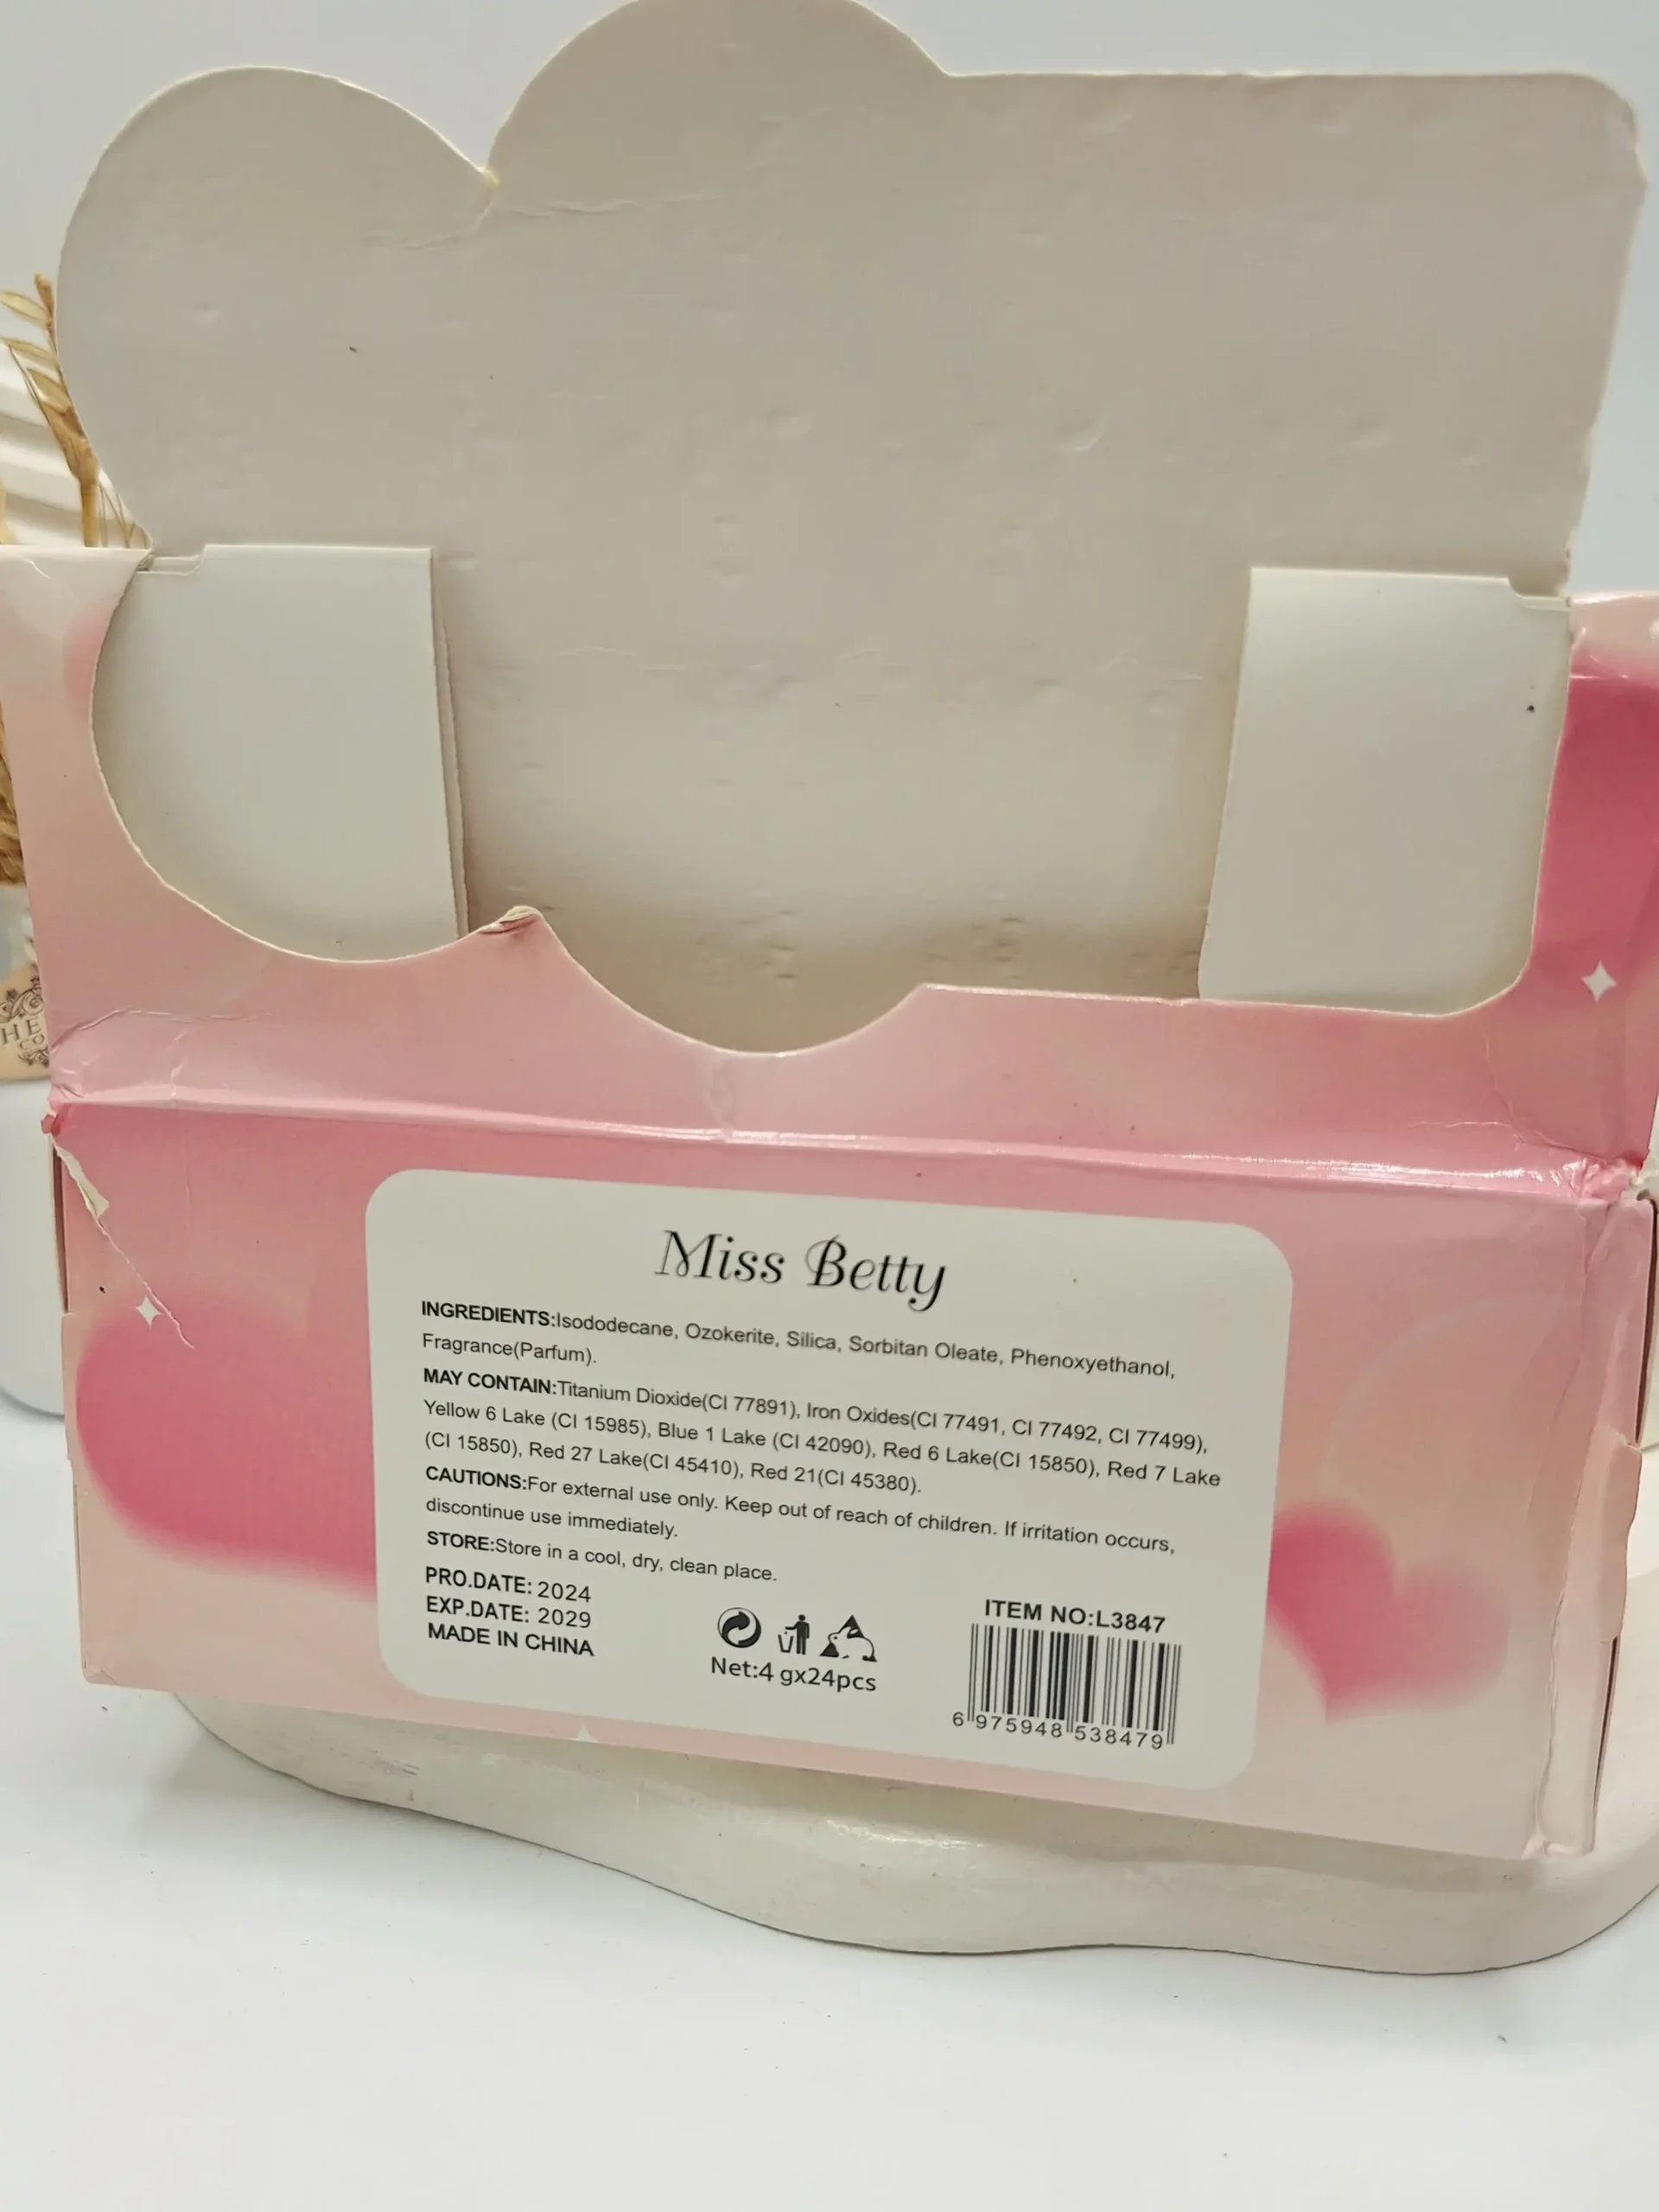 Miss Betty
INGREDIENTS:Isododecane, Ozokerite, Silica, Sorbitan Oleate, Phenoxyethanol,
Fragrance(Parfum).
MAY CONTAIN:Titanium Dioxide(CI 77891), Iron Oxides(CI 77491, CI 77492, CI 77499),
Yellow 6 Lake (CI 15985), Blue 1 Lake (CI 42090), Red 6 Lake(CI 15850), Red 7 Lake
(CI 15850), Red 27 Lake(CI 45410), Red 21(CI 45380).
CAUTIONS:For external use only. Keep out of reach of children. If irritation occurs,
discontinue use immediately.
STORE:Store in a cool, dry, clean place.
PRO.DATE: 2024
EXP.DATE: 2029
MADE IN CHINA
Net:4 gx24pcs
ITEM NO:L3847
6 975948 538479